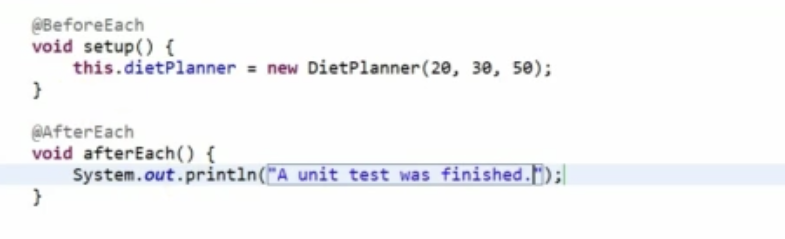 @BeforeEach
void setup() {
    this.dietPlanner = new DietPlanner(20, 30, 50);
}
@AfterEach
void afterEach() {
    System.out.println("A unit test was finished.");
}